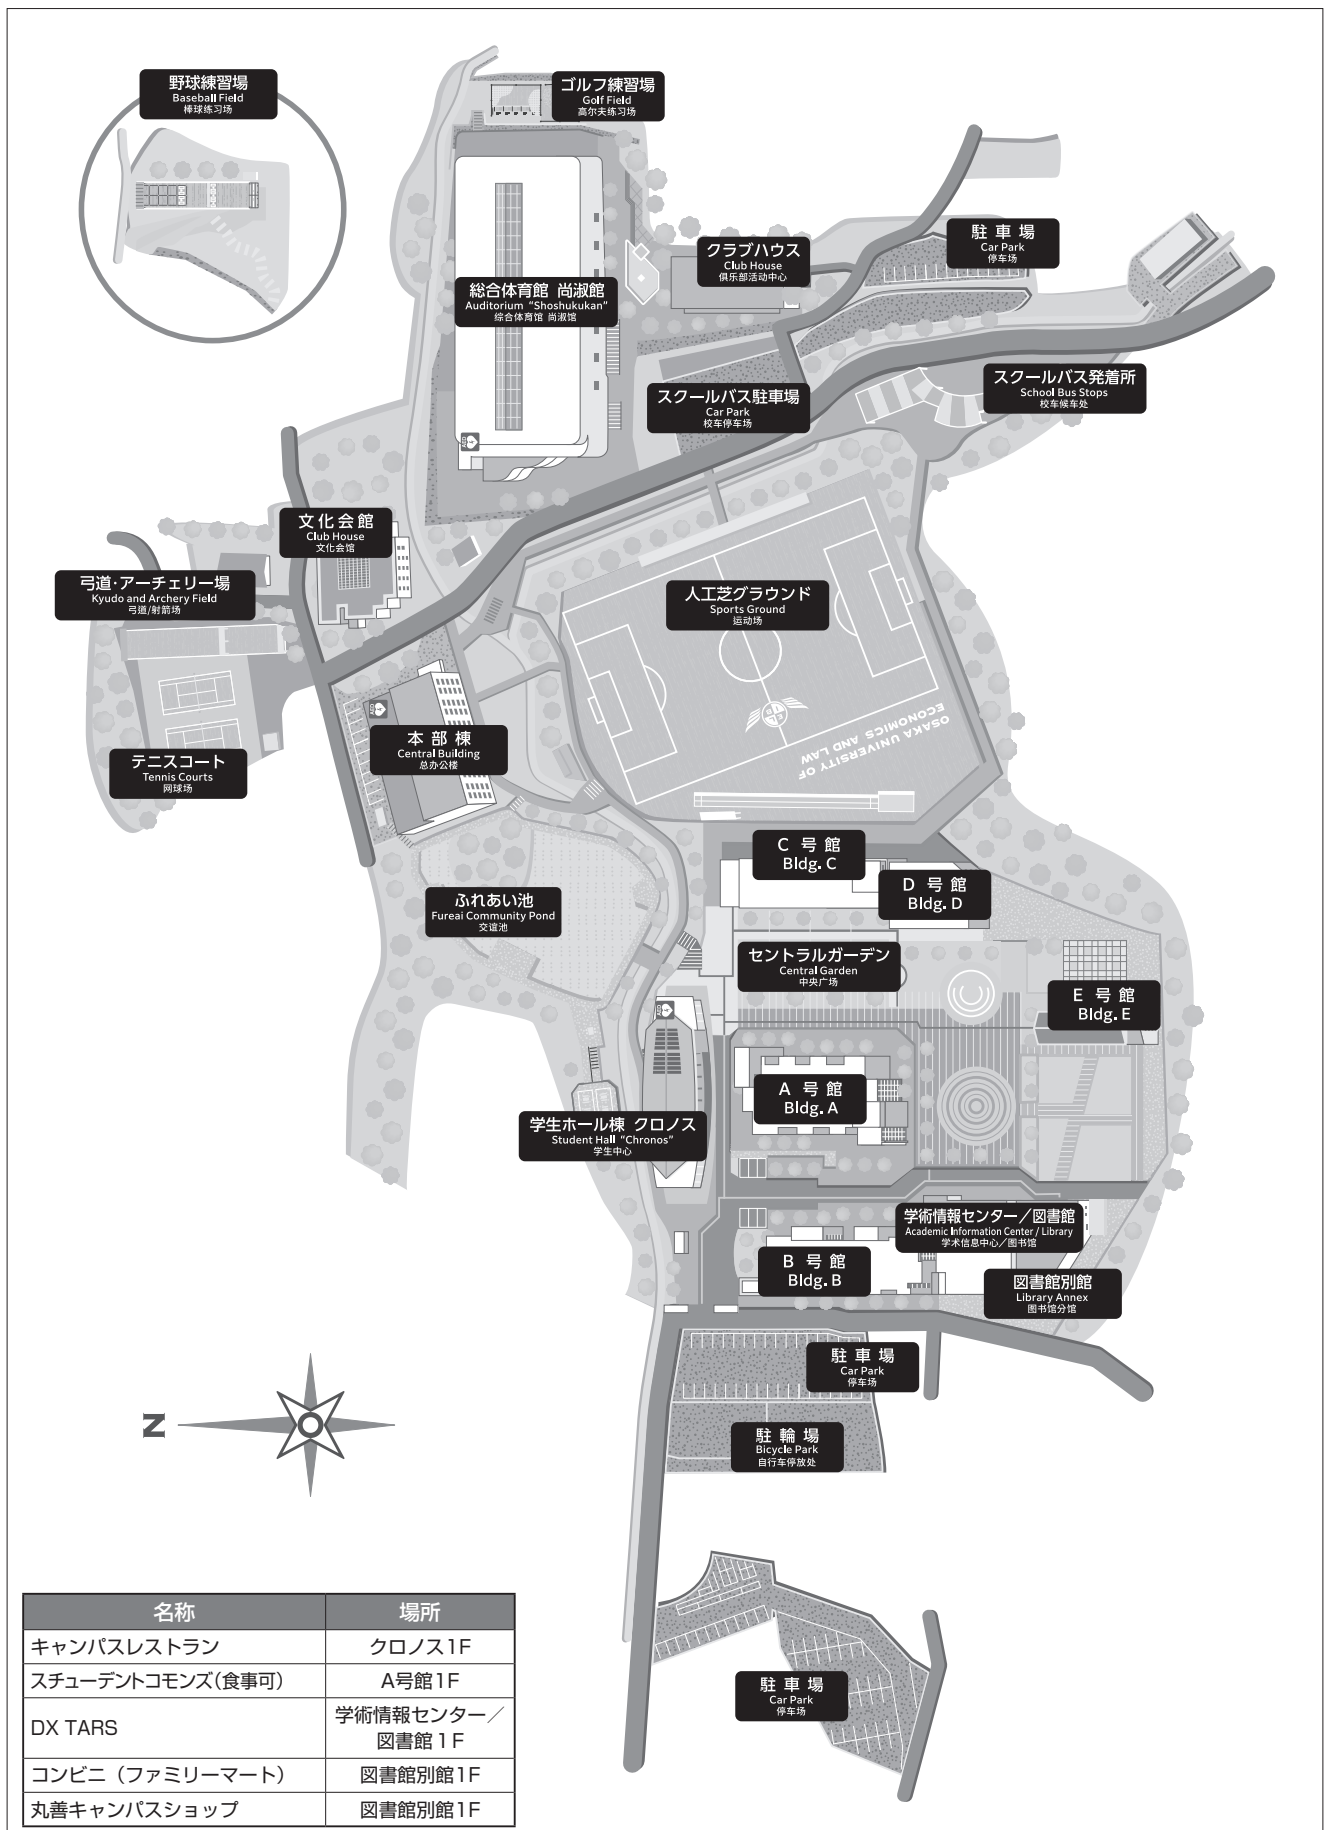 野球練習場
Baseball Field
棒球练习场
ゴルフ練習場
Golf Field
高尔夫练习场
クラブハウス
Club House
俱乐部活动中心
駐車場
Car Park
停车场
総合体育館 尚淑館
Auditorium “Shoshukukan”
综合体育馆 尚淑馆
スクールバス駐車場
Car Park
校车停车场
スクールバス発着所
School Bus Stops
校车候车处
文化会館
Club House
文化会馆
弓道・アーチェリー場
Kyudo and Archery Field
弓道/射箭场
人工芝グラウンド
Sports Ground
运动场
OSAKA UNIVERSITY OF
ECONOMICS AND LAW
本部棟
Central Building
总办公楼
テニスコート
Tennis Courts
网球场
C 号館
Bldg. C
D 号館
Bldg. D
ふれあい池
Fureai Community Pond
交谊池
セントラルガーデン
Central Garden
中央广场
E 号館
Bldg. E
A 号館
Bldg. A
学生ホール棟 クロノス
Student Hall “Chronos”
学生中心
学術情報センター／図書館
Academic Information Center / Library
学术信息中心／图书馆
B 号館
Bldg. B
図書館別館
Library Annex
图书馆分馆
駐車場
Car Park
停车场
駐輪場
Bicycle Park
自行车停放处
N
駐車場
Car Park
停车场
名称 場所
キャンパスレストラン クロノス1F
スチューデントコモンズ（食事可） A号館1F
DX TARS 学術情報センター／
図書館1F
コンビニ（ファミリーマート） 図書館別館1F
丸善キャンパスショップ 図書館別館1F